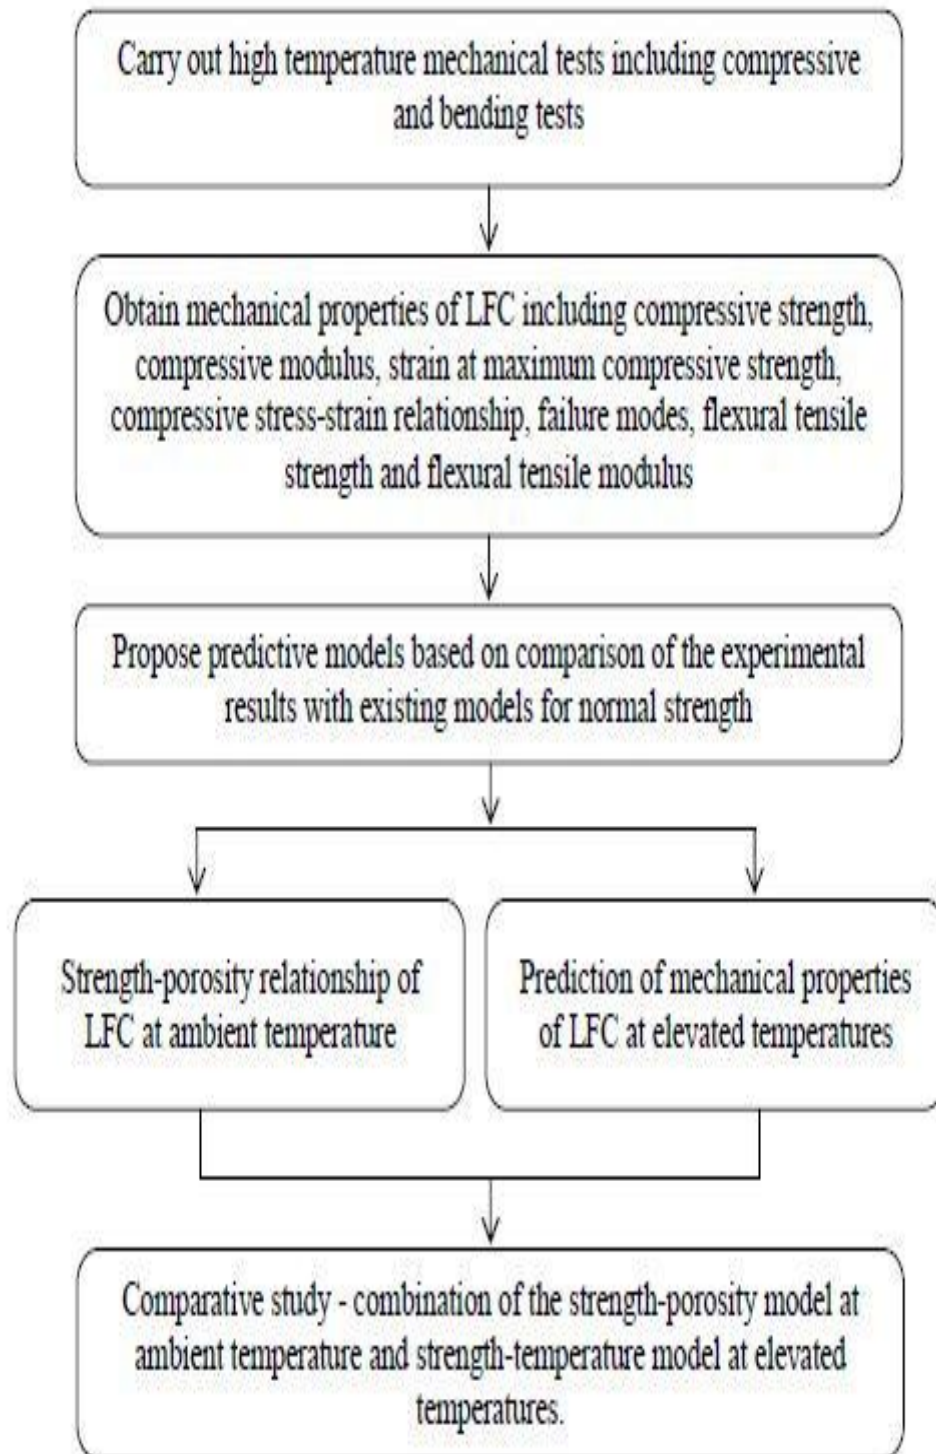 Carry out high temperature mechanical tests including compressive
and bending tests
Obtain mechanical properties of LFC including compressive strength,
compressive modulus, strain at maximum compressive strength,
compressive stress-strain relationship, failure modes, flexural tensile
strength and flexural tensile modulus
Propose predictive models based on comparison of the experimental
results with existing models for normal strength
Strength-porosity relationship of
LFC at ambient temperature
Prediction of mechanical properties
of LFC at elevated temperatures
Comparative study - combination of the strength-porosity model at
ambient temperature and strength-temperature model at elevated
temperatures.